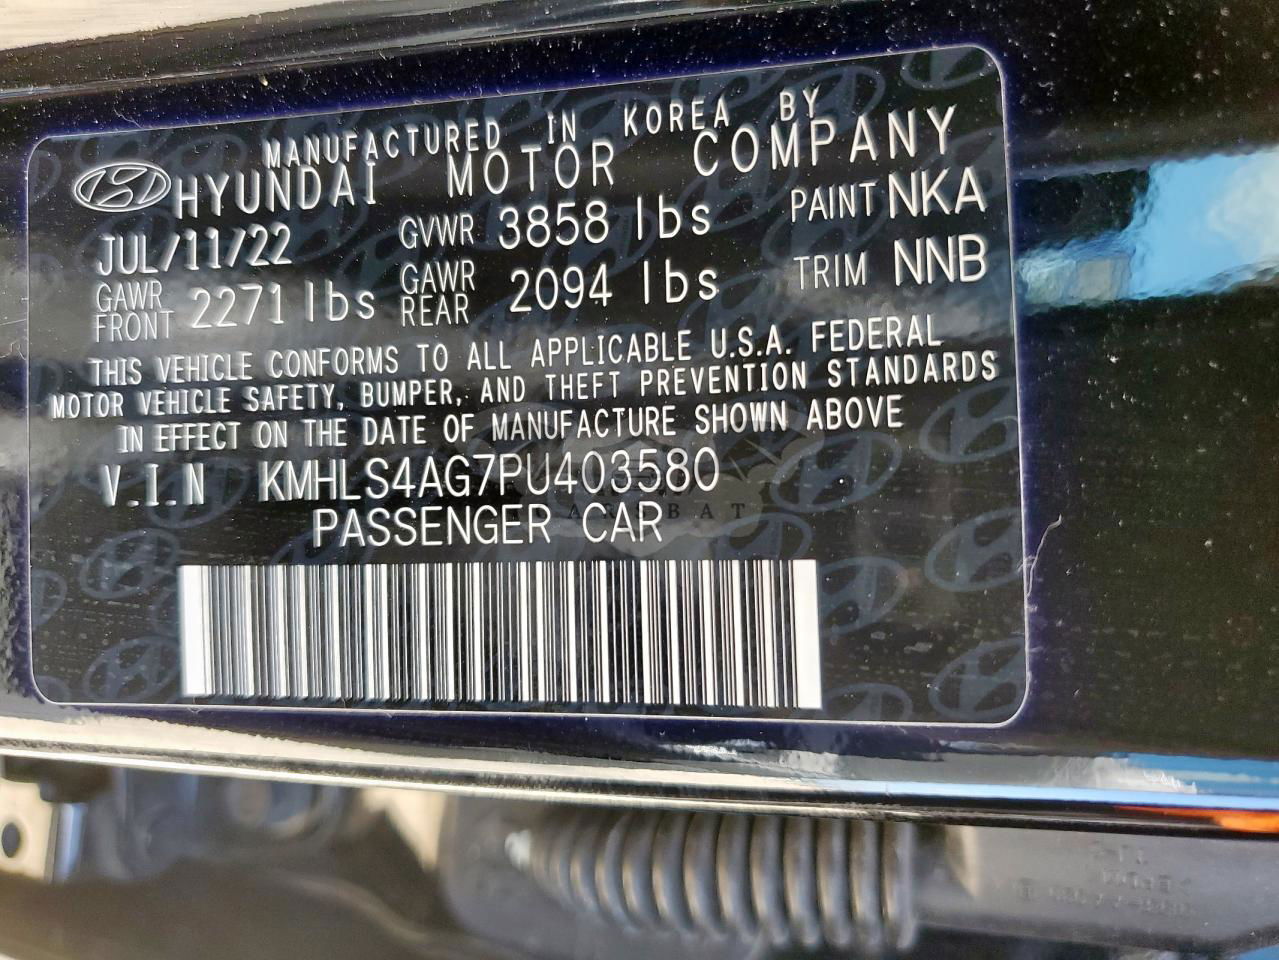 MANUFACTURED IN KOREA BY
HYUNDAI MOTOR COMPANY
JUL/11/22 GVWR 3858 lbs PAINT NKA
GAWR FRONT 2271 lbs GAWR REAR 2094 lbs TRIM NNB
THIS VEHICLE CONFORMS TO ALL APPLICABLE U.S.A. FEDERAL
MOTOR VEHICLE SAFETY, BUMPER, AND THEFT PREVENTION STANDARDS
IN EFFECT ON THE DATE OF MANUFACTURE SHOWN ABOVE
V.I.N KMHLS4AG7PU403580
PASSENGER CAR